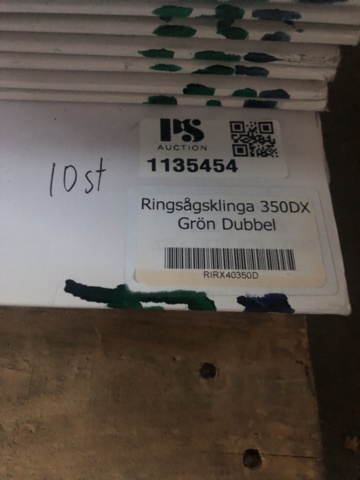 PS
AUCTION
1135454
10st
Ringsågsklinga 350DX
Grön Dubbel
RIRX40350D